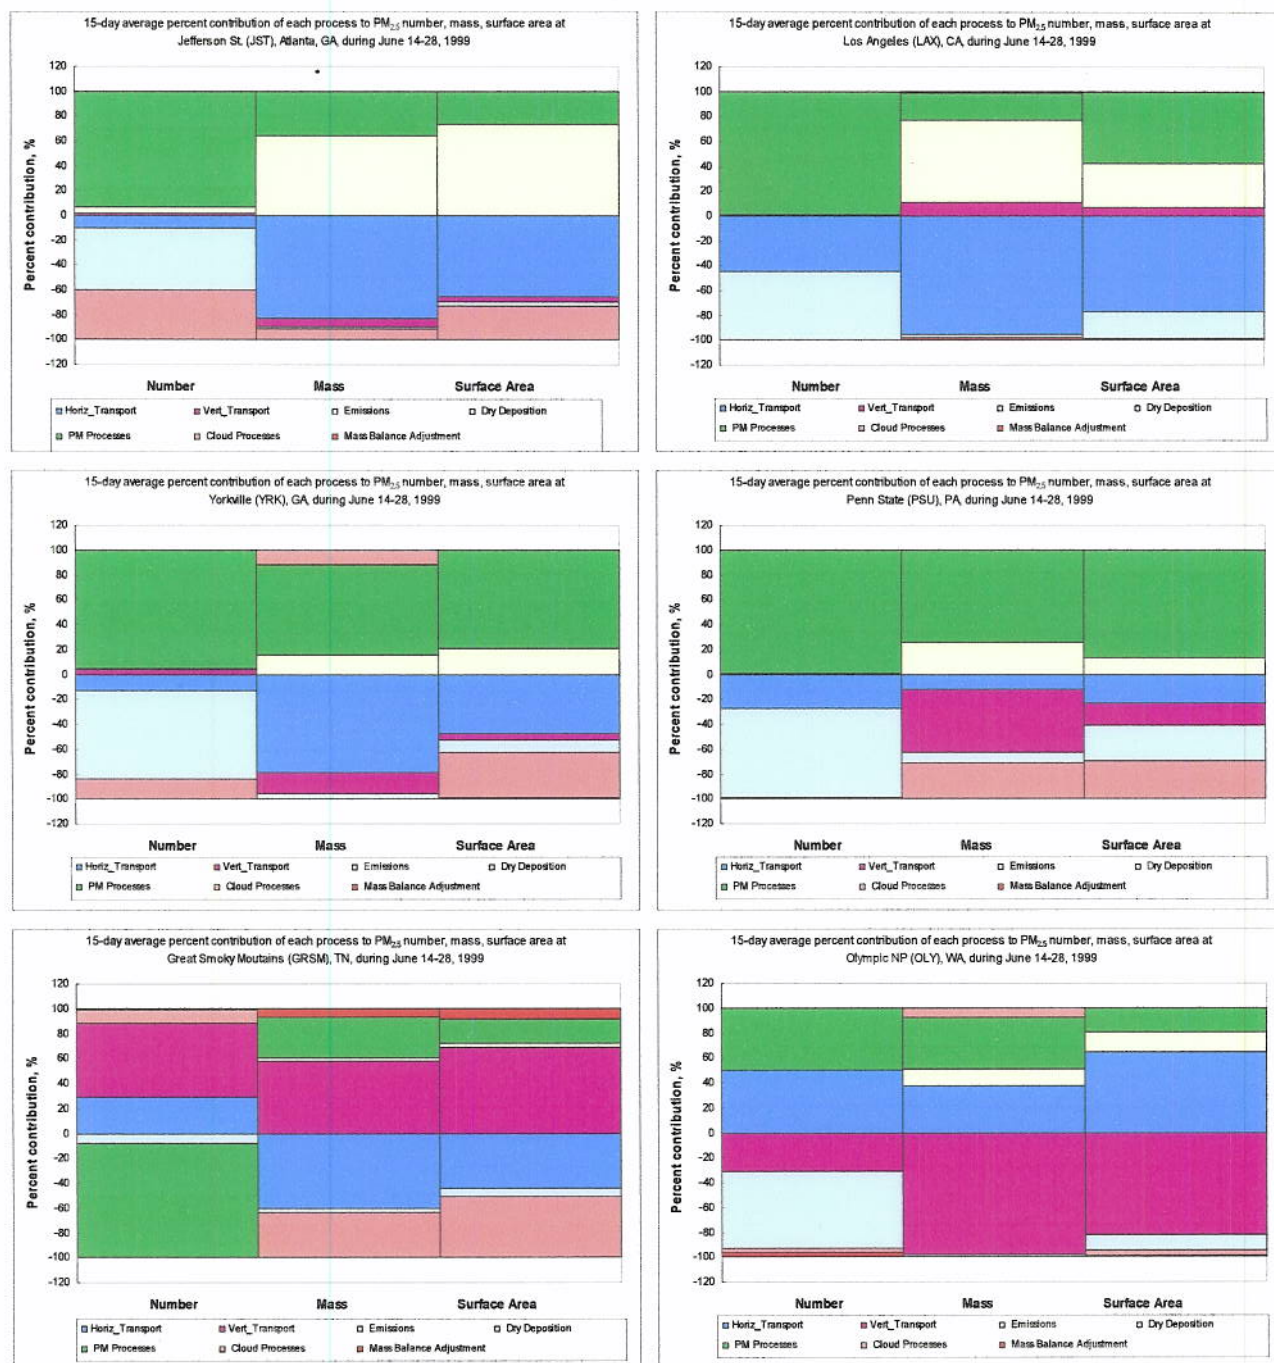 15-day average percent contribution of each process to PM2.5 number, mass, surface area at
Jefferson St. (JST), Atlanta, GA, during June 14-28, 1999
Percent contribution, %
120
100
80
60
40
20
0
-20
-40
-60
-80
-100
-120
Number Mass Surface Area
Horiz_Transport Vert_Transport Emissions Dry Deposition
PM Processes Cloud Processes Mass Balance Adjustment
15-day average percent contribution of each process to PM2.5 number, mass, surface area at
Los Angeles (LAX), CA, during June 14-28, 1999
Percent contribution, %
120
100
80
60
40
20
0
-20
-40
-60
-80
-100
-120
Number Mass Surface Area
Horiz_Transport Vert_Transport Emissions Dry Deposition
PM Processes Cloud Processes Mass Balance Adjustment
15-day average percent contribution of each process to PM2.5 number, mass, surface area at
Yorkville (YRK), GA, during June 14-28, 1999
Percent contribution, %
120
100
80
60
40
20
0
-20
-40
-60
-80
-100
-120
Number Mass Surface Area
Horiz_Transport Vert_Transport Emissions Dry Deposition
PM Processes Cloud Processes Mass Balance Adjustment
15-day average percent contribution of each process to PM2.5 number, mass, surface area at
Penn State (PSU), PA, during June 14-28, 1999
Percent contribution, %
120
100
80
60
40
20
0
-20
-40
-60
-80
-100
-120
Number Mass Surface Area
Horiz_Transport Vert_Transport Emissions Dry Deposition
PM Processes Cloud Processes Mass Balance Adjustment
15-day average percent contribution of each process to PM2.5 number, mass, surface area at
Great Smoky Moutains (GRSM), TN, during June 14-28, 1999
Percent contribution, %
120
100
80
60
40
20
0
-20
-40
-60
-80
-100
-120
Number Mass Surface Area
Horiz_Transport Vert_Transport Emissions Dry Deposition
PM Processes Cloud Processes Mass Balance Adjustment
15-day average percent contribution of each process to PM2.5 number, mass, surface area at
Olympic NP (OLY), WA, during June 14-28, 1999
Percent contribution, %
120
100
80
60
40
20
0
-20
-40
-60
-80
-100
-120
Number Mass Surface Area
Horiz_Transport Vert_Transport Emissions Dry Deposition
PM Processes Cloud Processes Mass Balance Adjustment